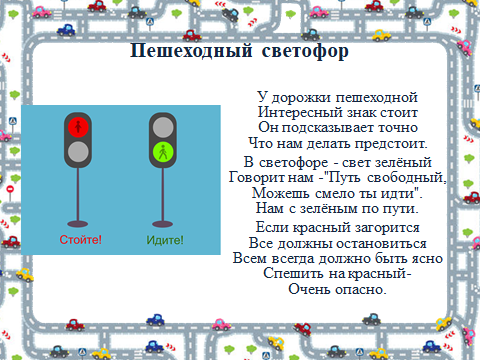 Пешеходный светофор
У дорожки пешеходной
Интересный знак стоит
Он подсказывает точно
Что нам делать предстоит.
В светофоре - свет зелёный
Говорит нам -"Путь свободный,
Можешь смело ты идти".
Нам с зелёным по пути.
Если красный загорится
Все должны остановиться
Всем всегда должно быть ясно
Спешить на красный-
Очень опасно.
Стойте!
Идите!